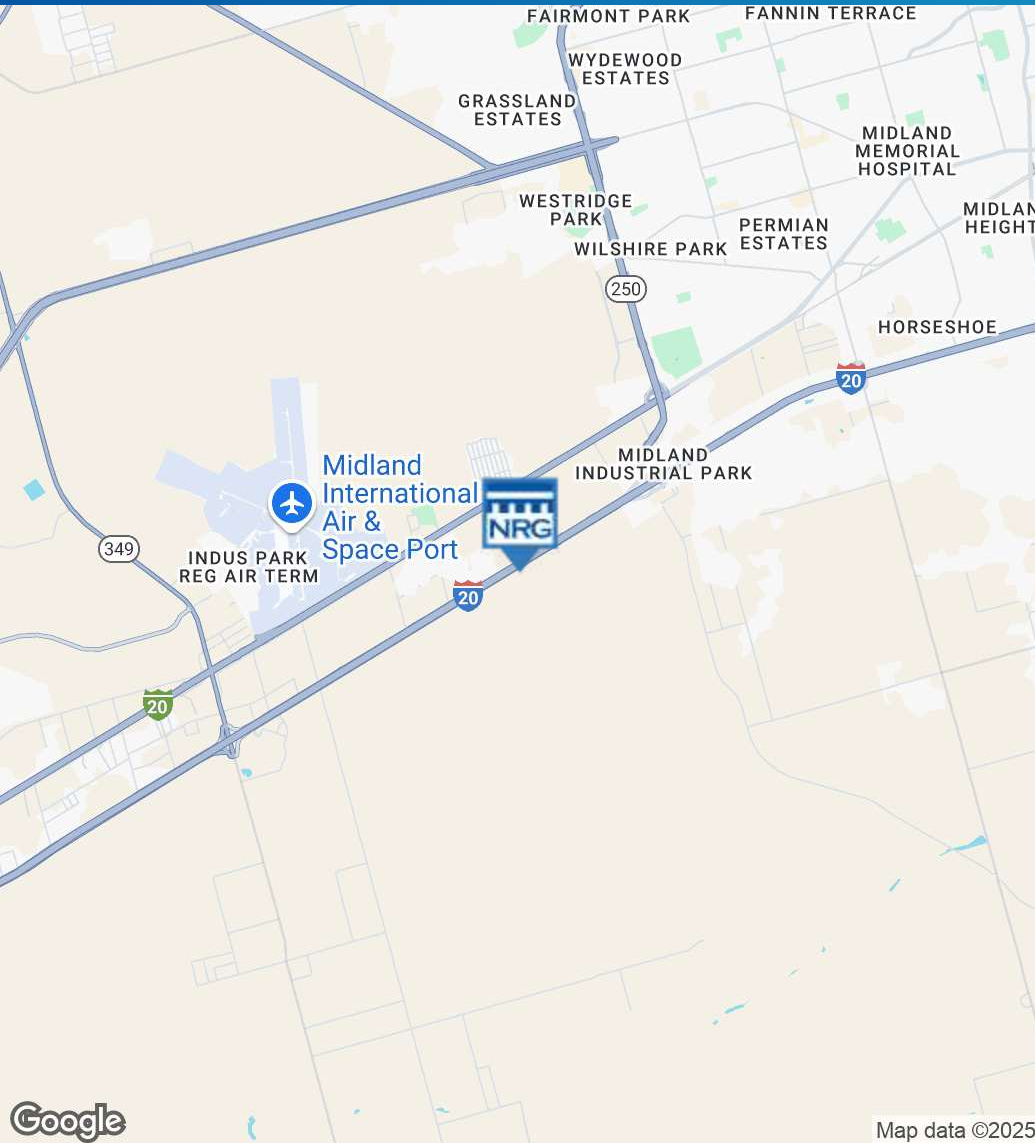 FAIRMONT PARK
FANNIN TERRACE
WYDEWOOD
ESTATES
GRASSLAND
ESTATES
MIDLAND
MEMORIAL
HOSPITAL
WESTRIDGE
PARK
PERMIAN
ESTATES
MIDLAN
HEIGHT
WILSHIRE PARK
250
HORSESHOE
20
MIDLAND
INDUSTRIAL PARK
Midland
International
Air &
Space Port
NRG
349
INDUS PARK
REG AIR TERM
20
20
Google
Map data ©2025